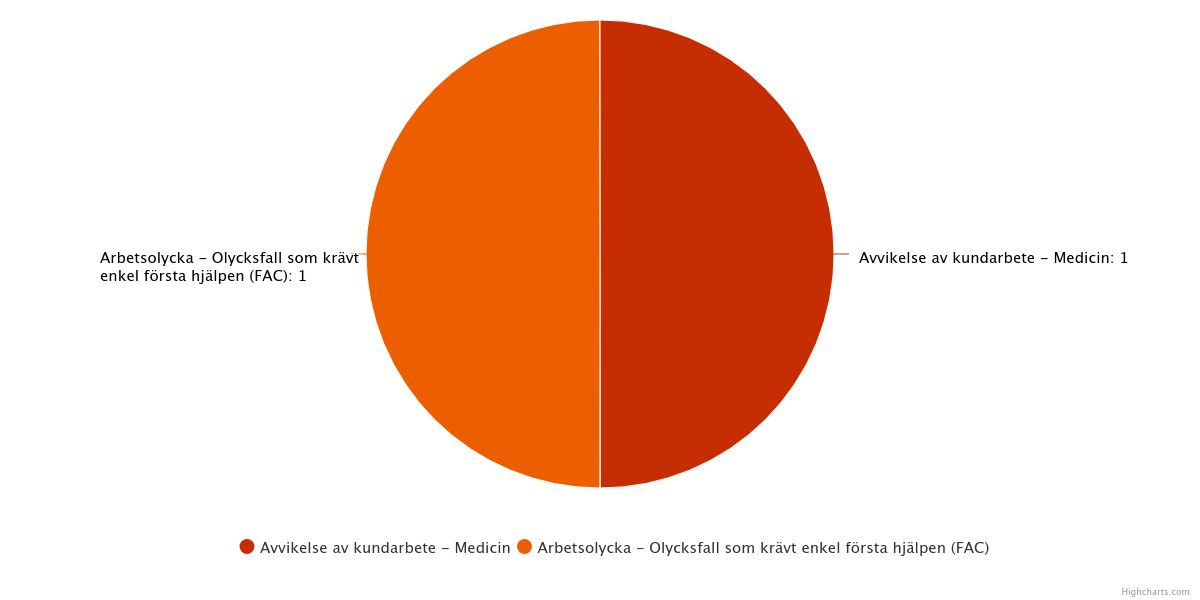 Arbetsolycka – Olycksfall som krävt
enkel första hjälpen (FAC): 1
Avvikelse av kundarbete – Medicin: 1
Avvikelse av kundarbete – Medicin
Arbetsolycka – Olycksfall som krävt enkel första hjälpen (FAC)
Highcharts.com